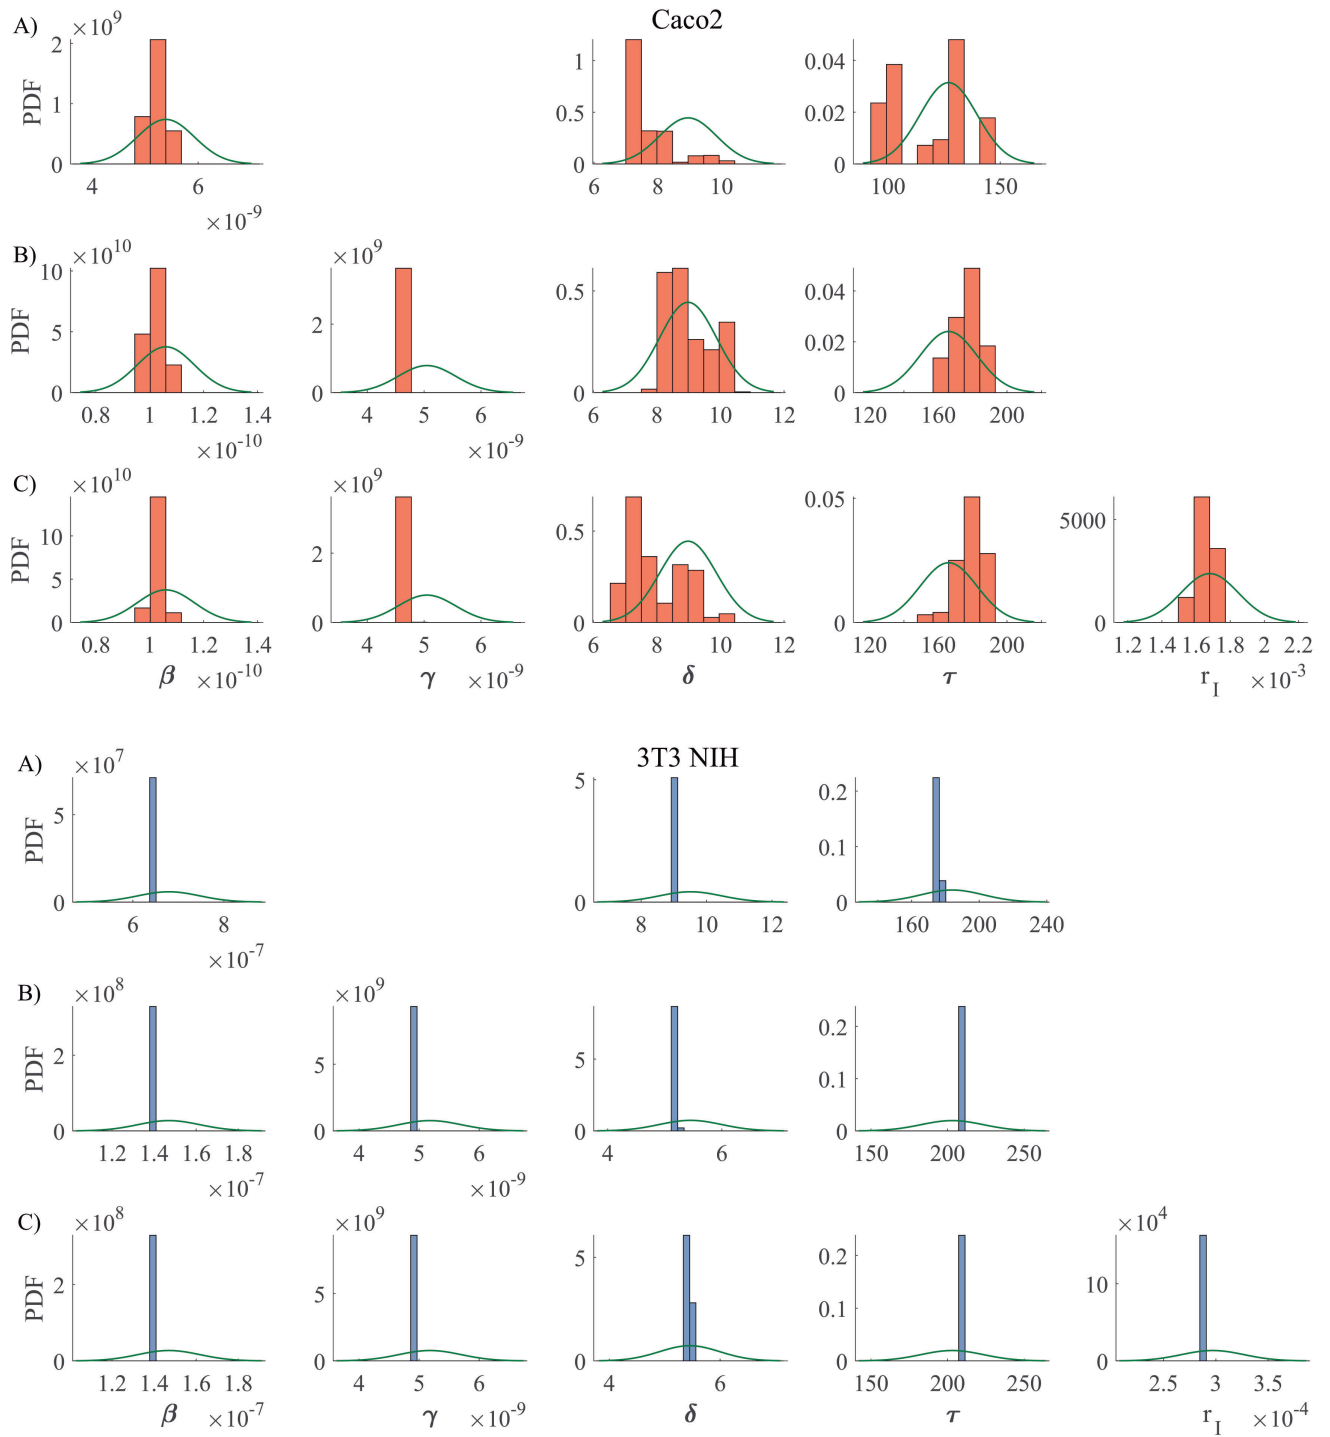 Caco2
A)
×10^9
PDF
2
1
0
4 6
×10^-9
1
0.5
0
6 8 10
0.04
0.02
0
100 150
B)
×10^10
PDF
10
5
0
0.8 1 1.2 1.4
×10^-10
×10^9
2
0
4 5 6
×10^-9
0.5
0
6 8 10 12
0.04
0.02
0
120 160 200
C)
×10^10
PDF
10
5
0
0.8 1 1.2 1.4
β ×10^-10
×10^9
2
0
4 5 6
γ ×10^-9
0.5
0
6 8 10 12
δ
0.05
0
120 160 200
τ
5000
0
1.2 1.4 1.6 1.8 2 2.2
r_I ×10^-3
3T3 NIH
A)
×10^7
PDF
5
0
6 8
×10^-7
5
0
8 10 12
0.2
0.1
0
160 200 240
B)
×10^8
PDF
2
0
1.2 1.4 1.6 1.8
×10^-7
×10^9
5
0
4 5 6
×10^-9
5
0
4 6
0.2
0.1
0
150 200 250
C)
×10^8
PDF
2
0
1.2 1.4 1.6 1.8
β ×10^-7
×10^9
5
0
4 5 6
γ ×10^-9
5
0
4 6
δ
0.2
0.1
0
150 200 250
τ
×10^4
10
0
2.5 3 3.5
r_I ×10^-4